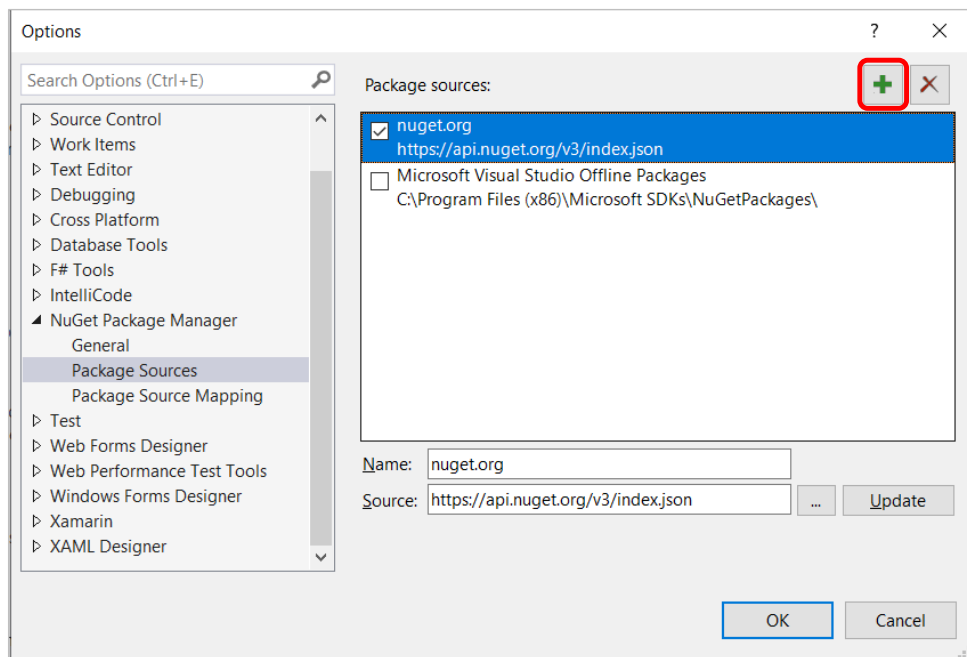 Options
?
Search Options (Ctrl+E)
Source Control
Work Items
Text Editor
Debugging
Cross Platform
Database Tools
F# Tools
IntelliCode
NuGet Package Manager
General
Package Sources
Package Source Mapping
Test
Web Forms Designer
Web Performance Test Tools
Windows Forms Designer
Xamarin
XAML Designer
Package sources:
nuget.org
https://api.nuget.org/v3/index.json
Microsoft Visual Studio Offline Packages
C:\Program Files (x86)\Microsoft SDKs\NuGetPackages\
Name: nuget.org
Source: https://api.nuget.org/v3/index.json ... Update
OK Cancel